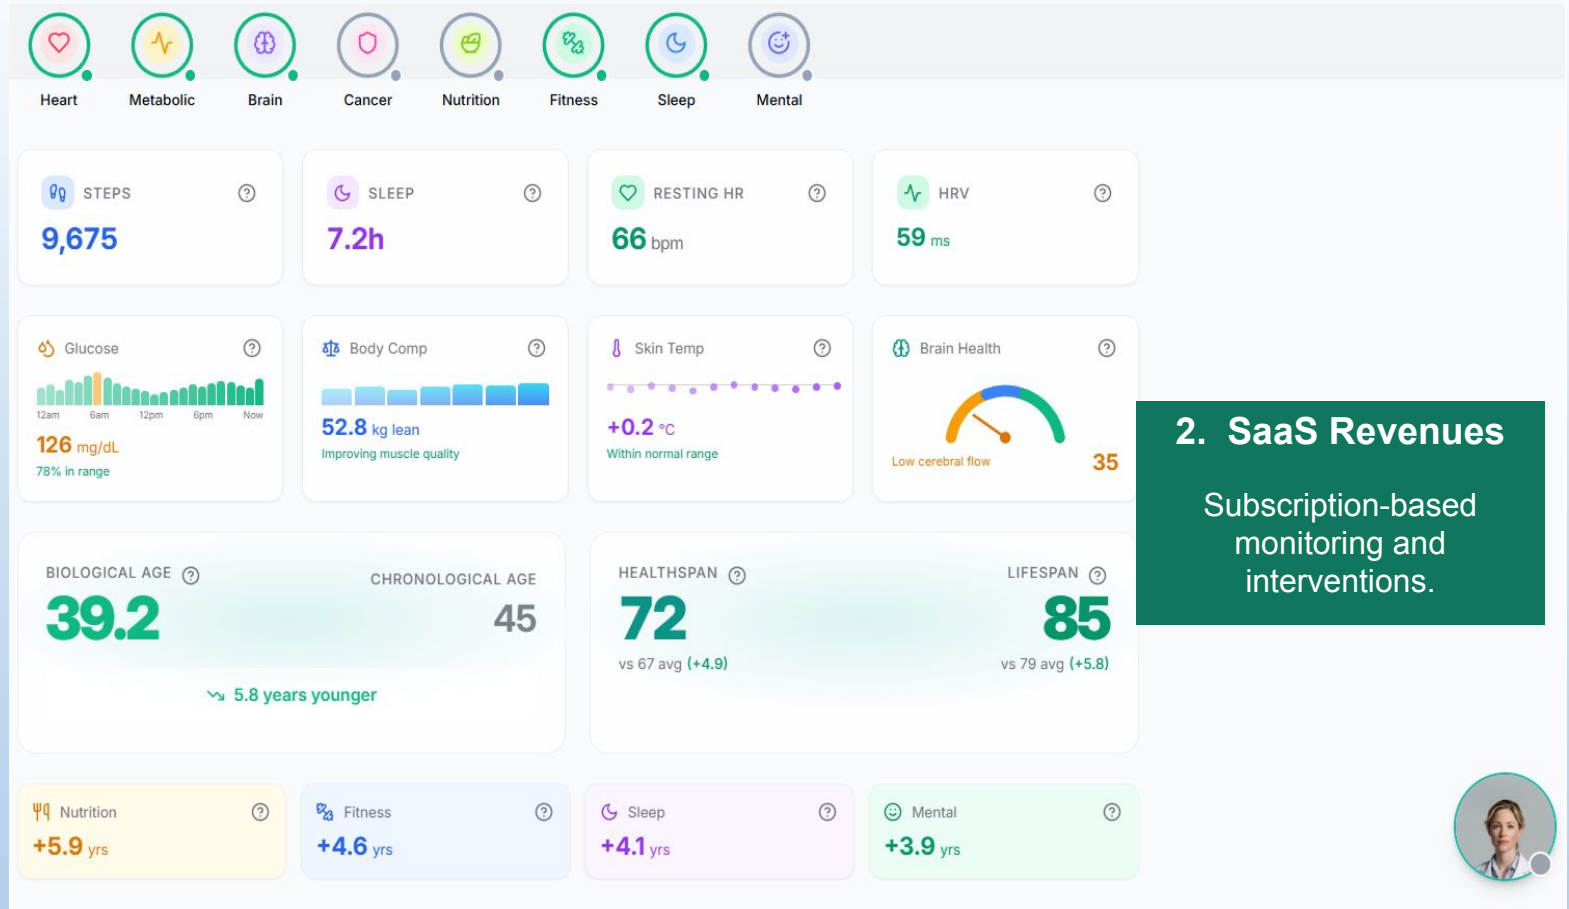 Heart Metabolic Brain Cancer Nutrition Fitness Sleep Mental
STEPS
9,675
SLEEP
7.2h
RESTING HR
66 bpm
HRV
59 ms
Glucose
12am 6am 12pm 6pm Now
126 mg/dL
78% in range
Body Comp
52.8 kg lean
Improving muscle quality
Skin Temp
+0.2 °C
Within normal range
Brain Health
Low cerebral flow 35
2. SaaS Revenues
Subscription-based
monitoring and
interventions.
BIOLOGICAL AGE
39.2
CHRONOLOGICAL AGE
45
5.8 years younger
HEALTHSPAN
72
vs 67 avg (+4.9)
LIFESPAN
85
vs 79 avg (+5.8)
Nutrition
+5.9 yrs
Fitness
+4.6 yrs
Sleep
+4.1 yrs
Mental
+3.9 yrs